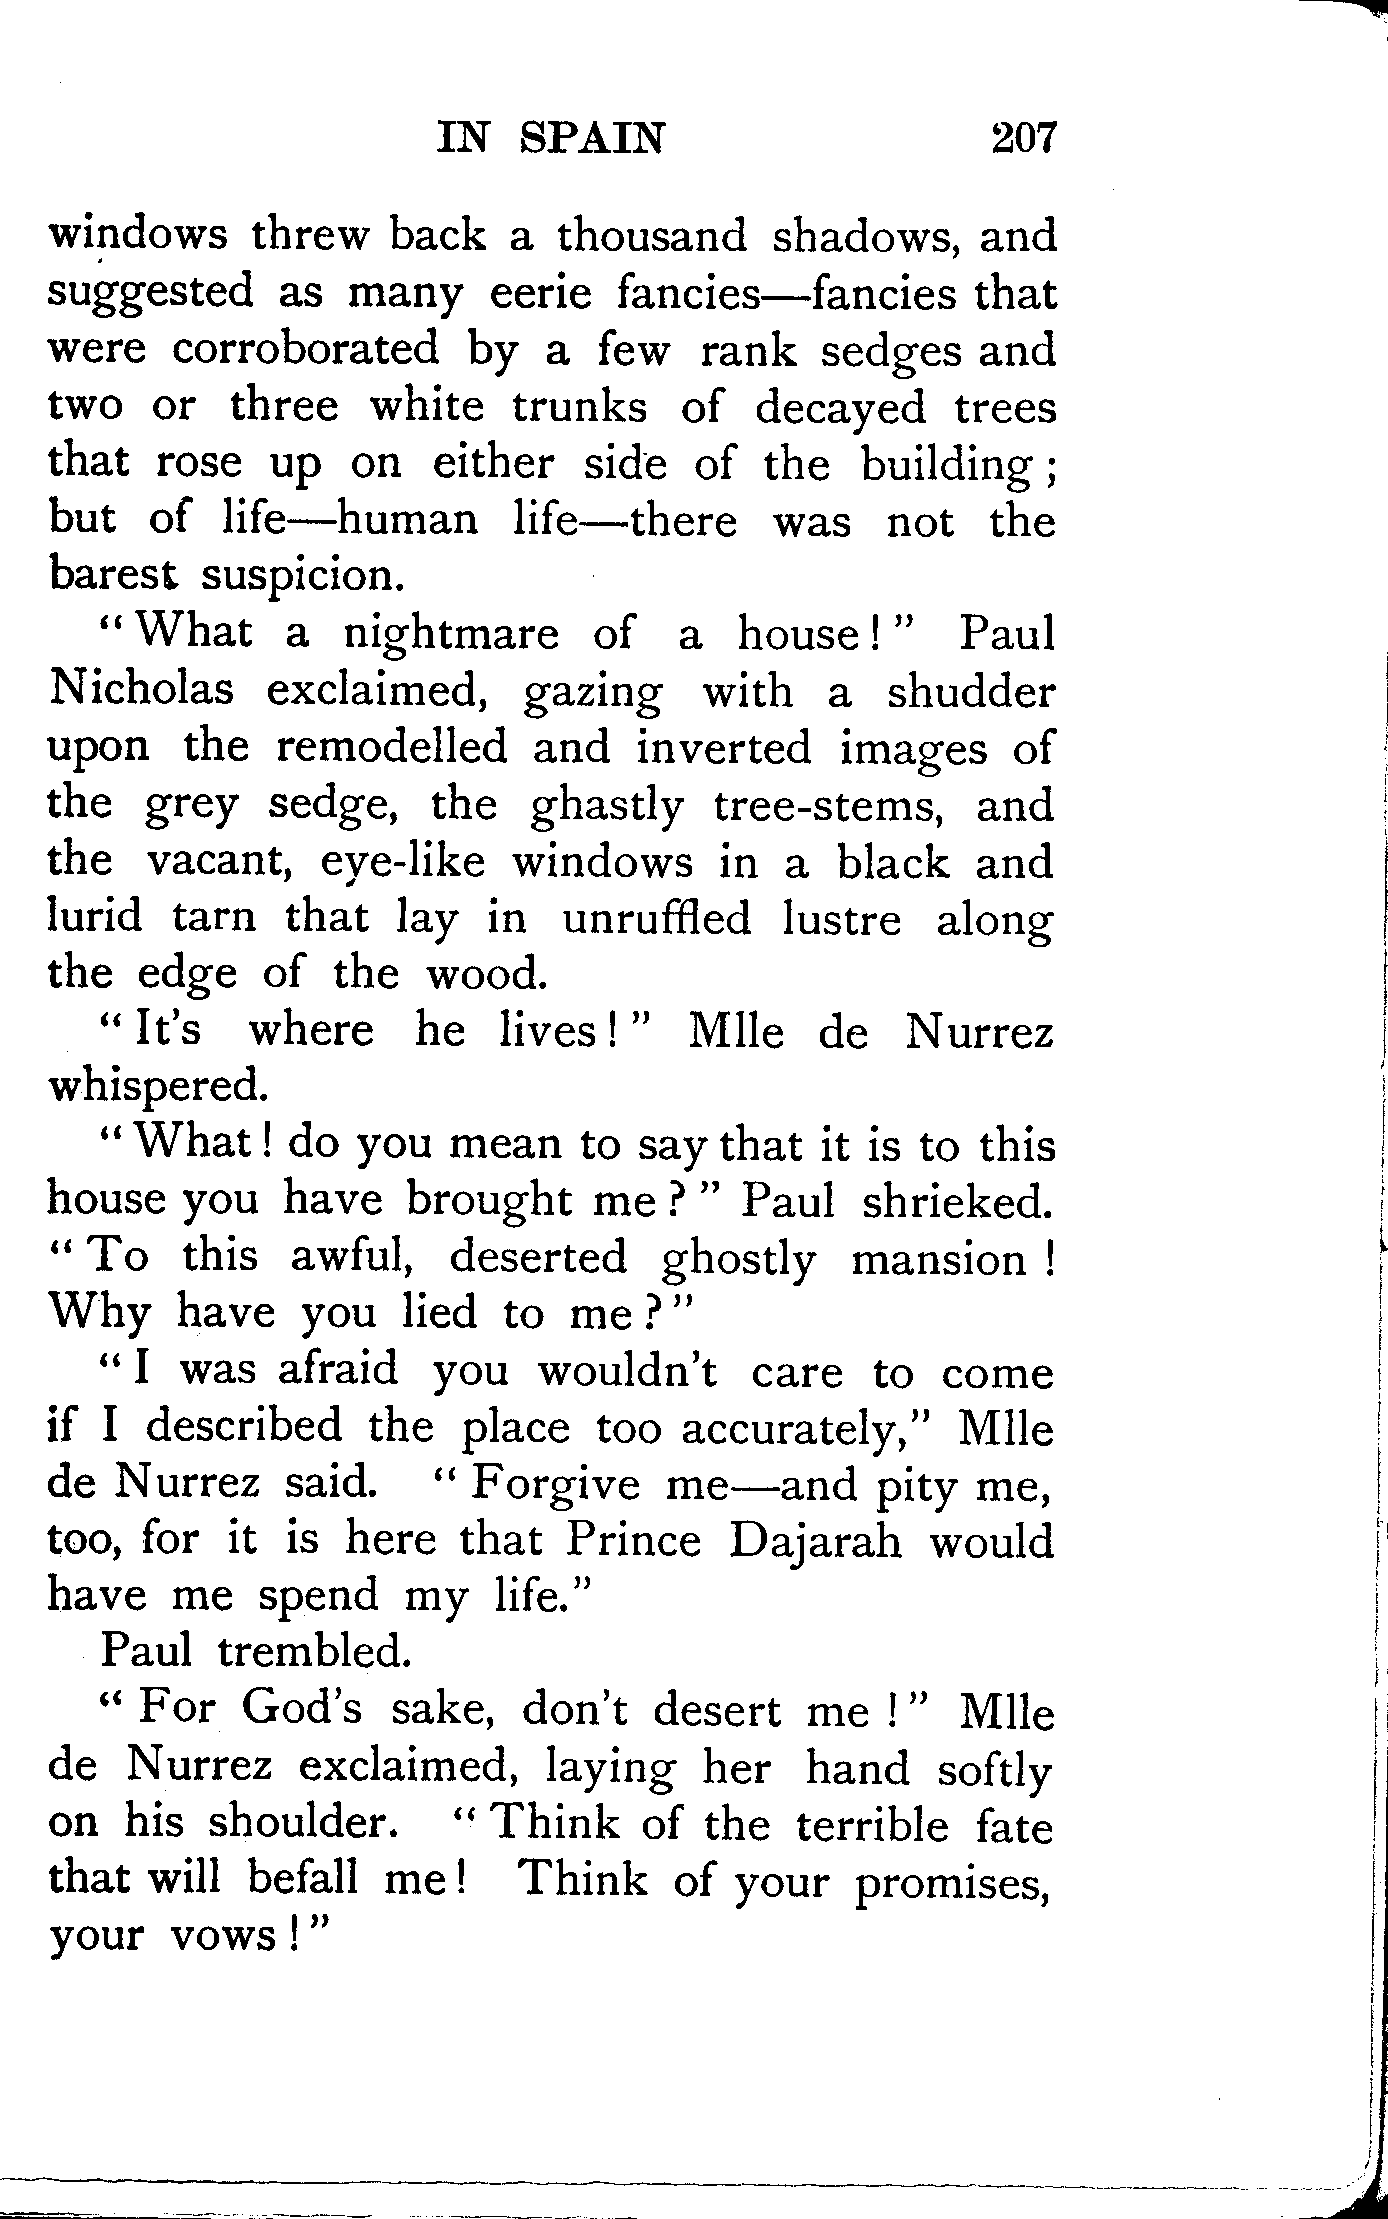 IN SPAIN 207
windows threw back a thousand shadows, and
suggested as many eerie fancies—fancies that
were corroborated by a few rank sedges and
two or three white trunks of decayed trees
that rose up on either side of the building ;
but of life—human life—there was not the
barest suspicion.
“ What a nightmare of a house ! ” Paul
Nicholas exclaimed, gazing with a shudder
upon the remodelled and inverted images of
the grey sedge, the ghastly tree-stems, and
the vacant, eye-like windows in a black and
lurid tarn that lay in unruffled lustre along
the edge of the wood.
“ It’s where he lives ! ” Mlle de Nurrez
whispered.
“ What ! do you mean to say that it is to this
house you have brought me ? ” Paul shrieked.
“ To this awful, deserted ghostly mansion !
Why have you lied to me ? ”
“ I was afraid you wouldn’t care to come
if I described the place too accurately,” Mlle
de Nurrez said. “ Forgive me—and pity me,
too, for it is here that Prince Dajarah would
have me spend my life.”
Paul trembled.
“ For God’s sake, don’t desert me ! ” Mlle
de Nurrez exclaimed, laying her hand softly
on his shoulder. “ Think of the terrible fate
that will befall me ! Think of your promises,
your vows ! ”